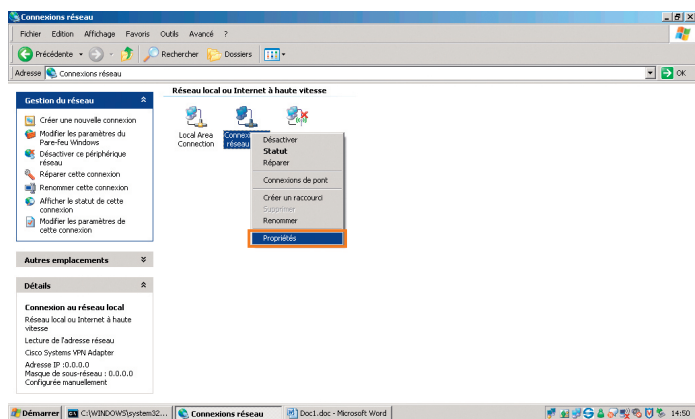 Connexions réseau
Fichier Edition Affichage Favoris Outils Avancé ?
Précédente Rechercher Dossiers
Adresse Connexions réseau OK
Gestion du réseau
Créer une nouvelle connexion
Modifier les paramètres du
Pare-feu Windows
Désactiver ce périphérique
réseau
Réparer cette connexion
Renommer cette connexion
Afficher le statut de cette
connexion
Modifier les paramètres de
cette connexion
Autres emplacements
Détails
Connexion au réseau local
Réseau local ou Internet à haute
vitesse
Lecture de l'adresse réseau
Cisco Systems VPN Adapter
Adresse IP :0.0.0.0
Masque de sous-réseau : 0.0.0.0
Configurée manuellement
Réseau local ou Internet à haute vitesse
Local Area
Connection
réseau
Désactiver
Statut
Réparer
Connexions de pont
Créer un raccourci
Supprimer
Renommer
Propriétés
Démarrer C:\WINDOWS\system32... Connexions réseau Doc1.doc - Microsoft Word 14:50